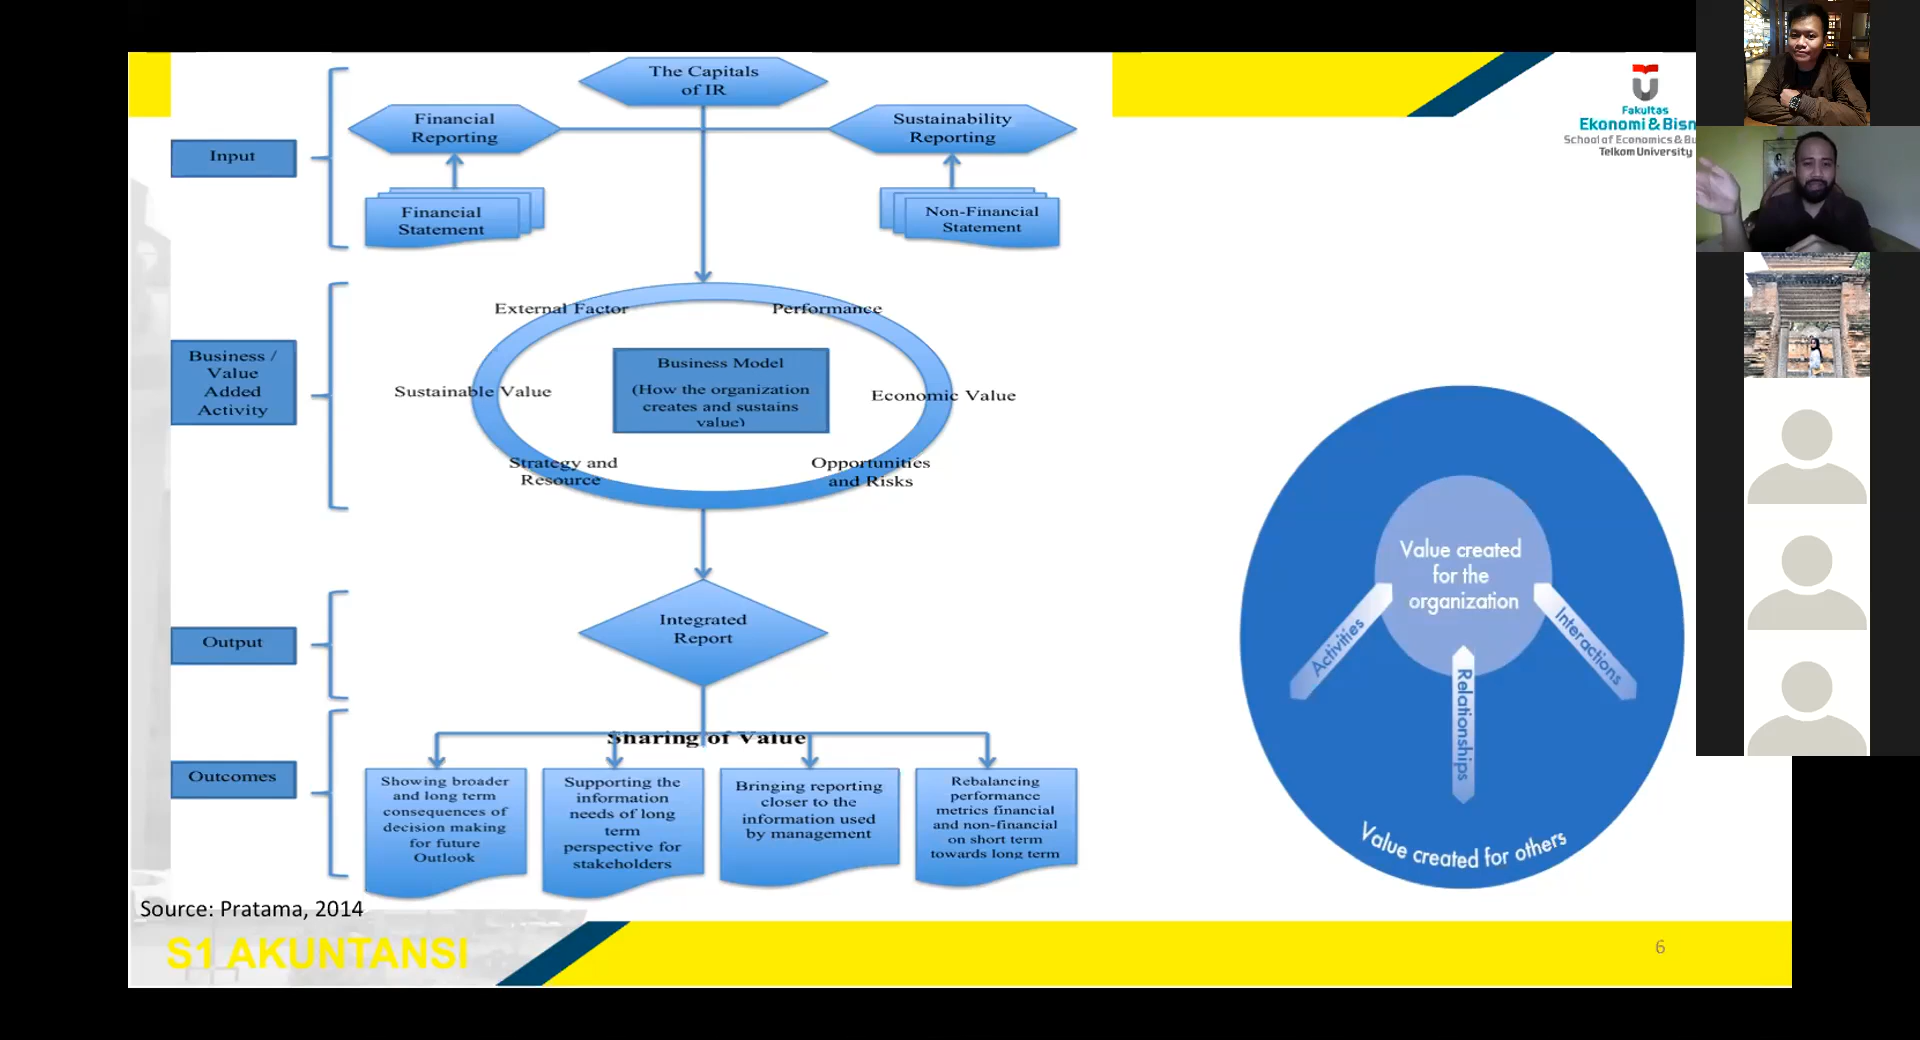 The Capitals
of IR
Financial
Reporting
Sustainability
Reporting
Input
Financial
Statement
Non-Financial
Statement
External Factor
Performance
Business /
Value
Added
Activity
Business Model
(How the organization
creates and sustains
value)
Sustainable Value
Economic Value
Strategy and
Resource
Opportunities
and Risks
Output
Integrated
Report
Sharing of Value
Outcomes
Showing broader
and long term
consequences of
decision making
for future
Outlook
Supporting the
information
needs of long
term
perspective for
stakeholders
Bringing reporting
closer to the
information used
by management
Rebalancing
performance
metrics financial
and non-financial
on short term
towards long term
Source: Pratama, 2014
S1 AKUNTANSI
Fakultas
Ekonomi & Bisn
School of Economics & Bu
Telkom University
Value created
for the
organization
Activities
Relationships
Interactions
Value created for others
6